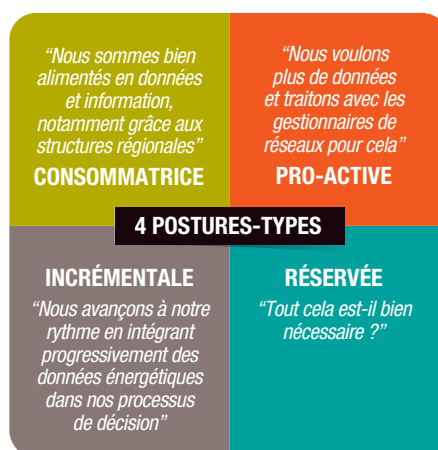 “Nous sommes bien
alimentés en données
et information,
notamment grâce aux
structures régionales”
CONSOMMATRICE
“Nous voulons
plus de données
et traitons avec les
gestionnaires de
réseaux pour cela”
PRO-ACTIVE
4 POSTURES-TYPES
INCRÉMENTALE
“Nous avançons à notre
rythme en intégrant
progressivement des
données énergétiques
dans nos processus
de décision”
RÉSERVÉE
“Tout cela est-il bien
nécessaire ?”